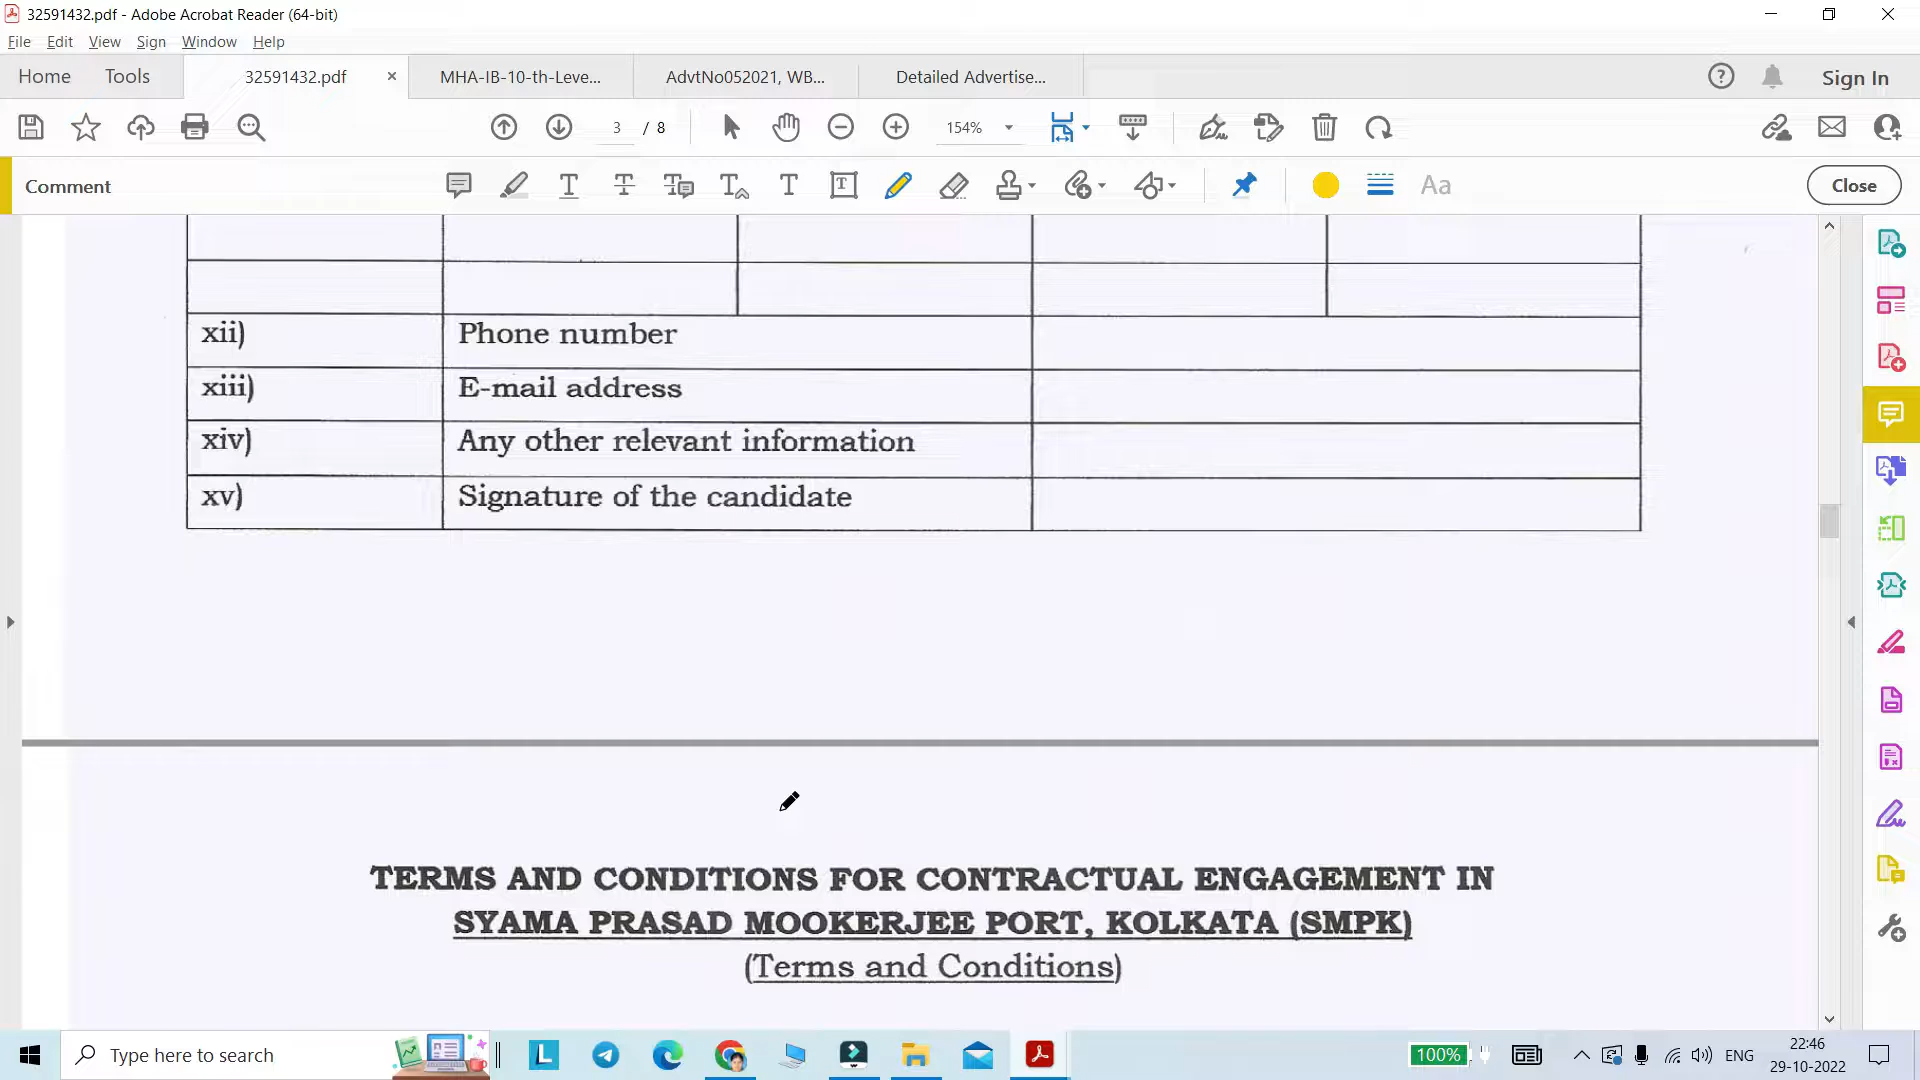 32591432.pdf - Adobe Acrobat Reader (64-bit)
File Edit View Sign Window Help
Home Tools 32591432.pdf × MHA-IB-10-th-Leve... AdvtNo052021, WB... Detailed Advertise... Sign In
3 / 8 154%
Comment Aa Close
xii) Phone number
xiii) E-mail address
xiv) Any other relevant information
xv) Signature of the candidate
TERMS AND CONDITIONS FOR CONTRACTUAL ENGAGEMENT IN
SYAMA PRASAD MOOKERJEE PORT, KOLKATA (SMPK)
(Terms and Conditions)
Type here to search
100% ENG 22:46
29-10-2022